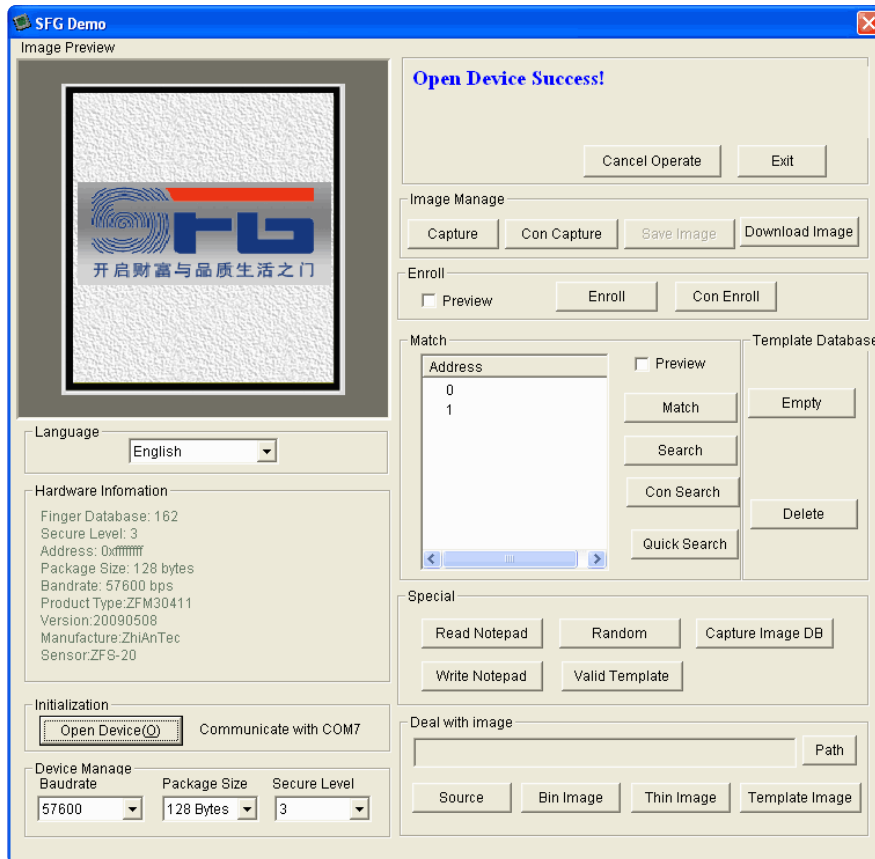 SFG Demo
Image Preview
SFG
开启财富与品质生活之门
Language
English
Hardware Infomation
Finger Database: 162
Secure Level: 3
Address: 0xffffffff
Package Size: 128 bytes
Bandrate: 57600 bps
Product Type:ZFM30411
Version:20090508
Manufacture:ZhiAnTec
Sensor:ZFS-20
Initialization
Open Device(O) Communicate with COM7
Device Manage
Baudrate Package Size Secure Level
57600 128 Bytes 3
Open Device Success!
Cancel Operate Exit
Image Manage
Capture Con Capture Save Image Download Image
Enroll
Preview Enroll Con Enroll
Match
Address
0
1
Preview
Match
Search
Con Search
Quick Search
Template Database
Empty
Delete
Special
Read Notepad Random Capture Image DB
Write Notepad Valid Template
Deal with image
Path
Source Bin Image Thin Image Template Image